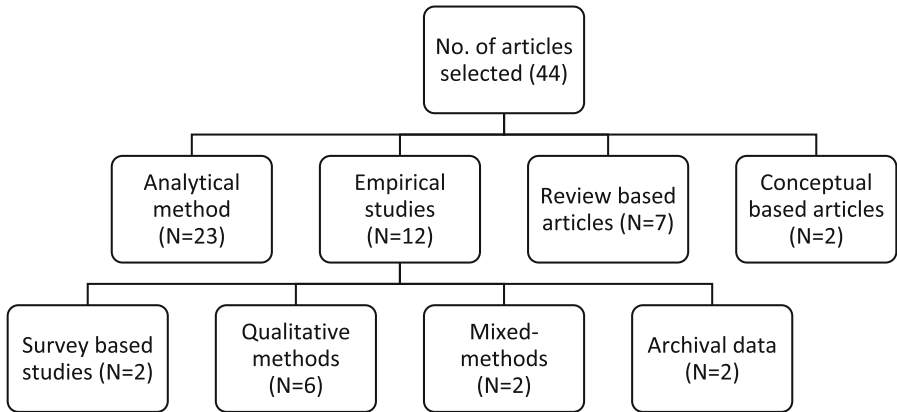 No. of articles
selected (44)
Analytical
method
(N=23)
Empirical
studies
(N=12)
Review based
articles (N=7)
Conceptual
based articles
(N=2)
Survey based
studies (N=2)
Qualitative
methods
(N=6)
Mixed-
methods
(N=2)
Archival data
(N=2)